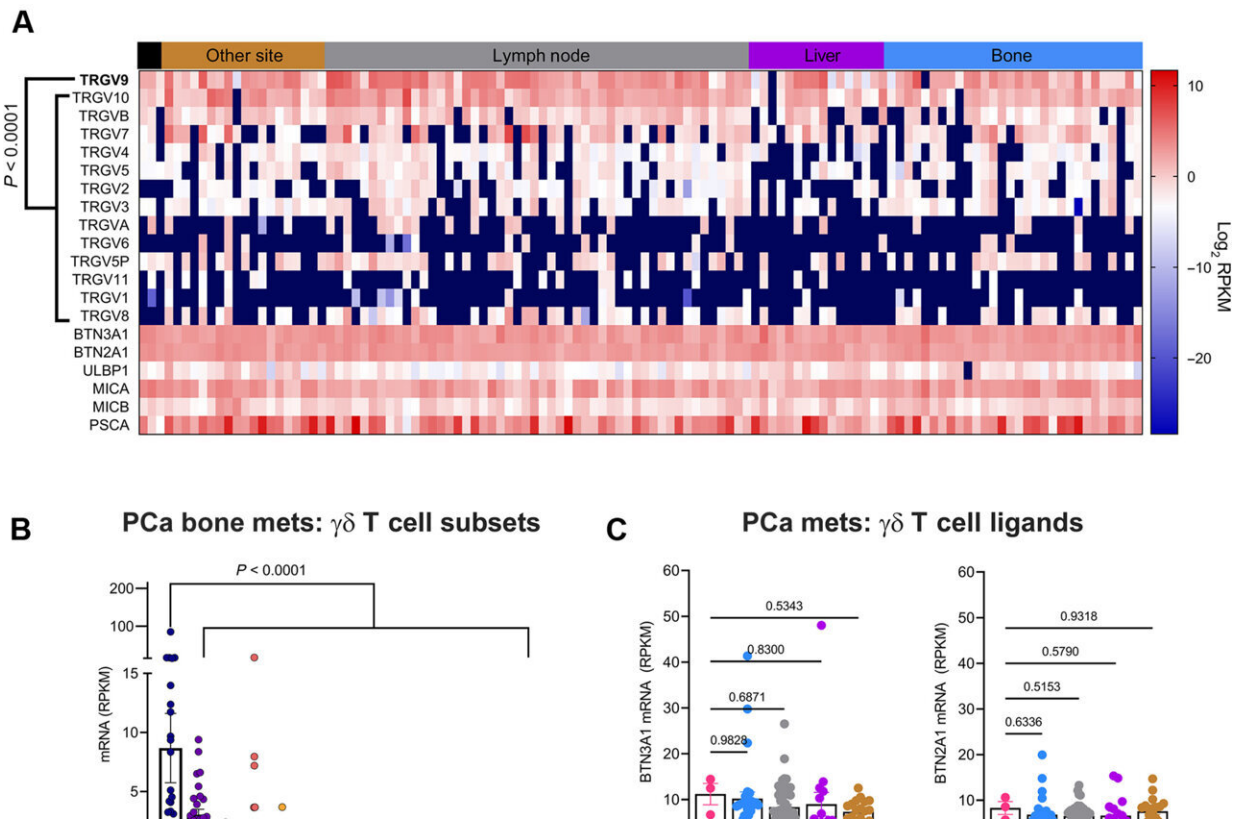 A
Other site
Lymph node
Liver
Bone
P < 0.0001
TRGV9
TRGV10
TRGVB
TRGV7
TRGV4
TRGV5
TRGV2
TRGV3
TRGVA
TRGV6
TRGV5P
TRGV11
TRGV1
TRGV8
BTN3A1
BTN2A1
ULBP1
MICA
MICB
PSCA
10
0
−10
−20
Log2 RPKM
B
PCa bone mets: γδ T cell subsets
P < 0.0001
200
100
15
10
5
mRNA (RPKM)
C
PCa mets: γδ T cell ligands
BTN3A1 mRNA (RPKM)
60
50
40
30
20
10
0.5343
0.8300
0.6871
0.9828
BTN2A1 mRNA (RPKM)
60
50
40
30
20
10
0.9318
0.5790
0.5153
0.6336